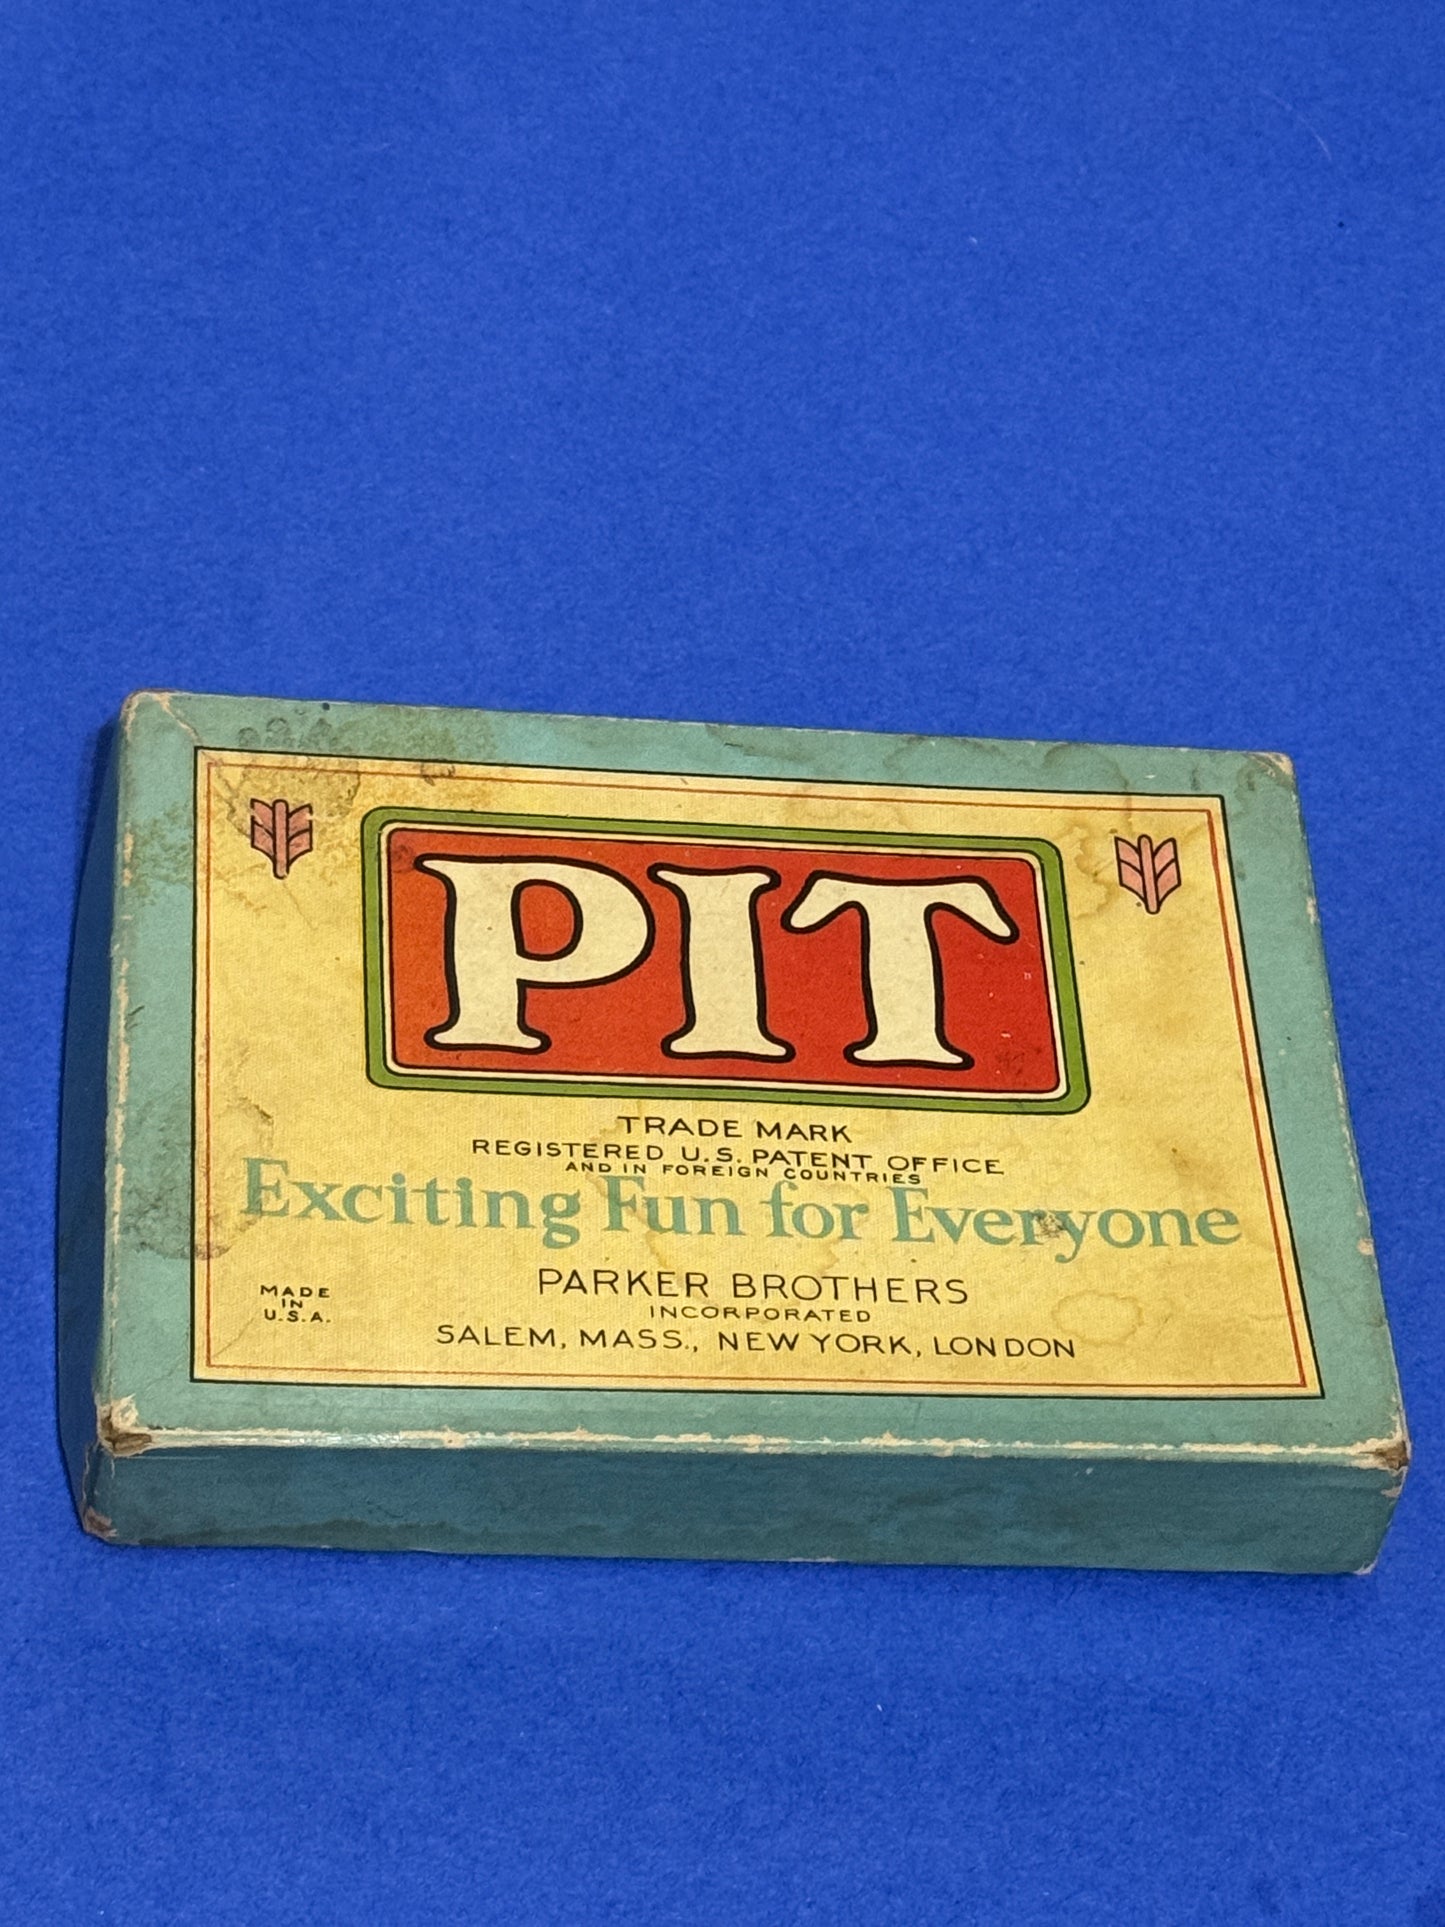 PIT
TRADE MARK
REGISTERED U.S. PATENT OFFICE
AND IN FOREIGN COUNTRIES
Exciting Fun for Everyone
PARKER BROTHERS
INCORPORATED
SALEM, MASS., NEW YORK, LONDON
MADE
IN
U.S.A.